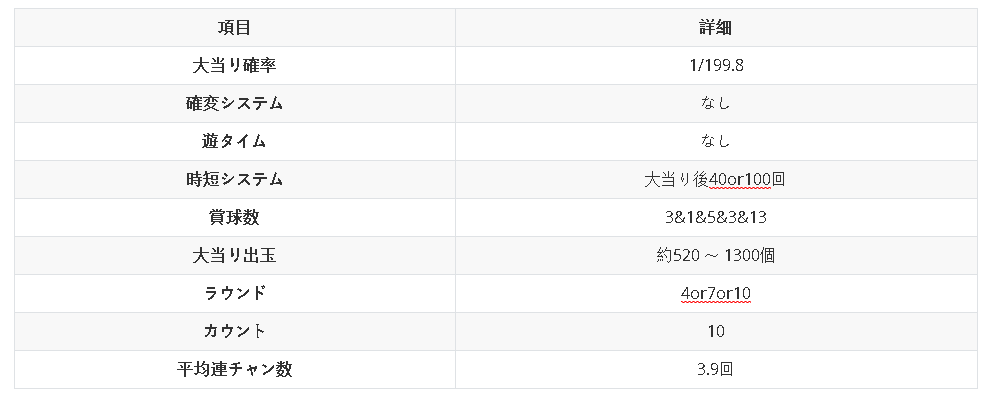 項目 詳細
大当り確率 1/199.8
確変システム なし
遊タイム なし
時短システム 大当り後40or100回
賞球数 3&1&5&3&13
大当り出玉 約520 ～ 1300個
ラウンド 4or7or10
カウント 10
平均連チャン数 3.9回